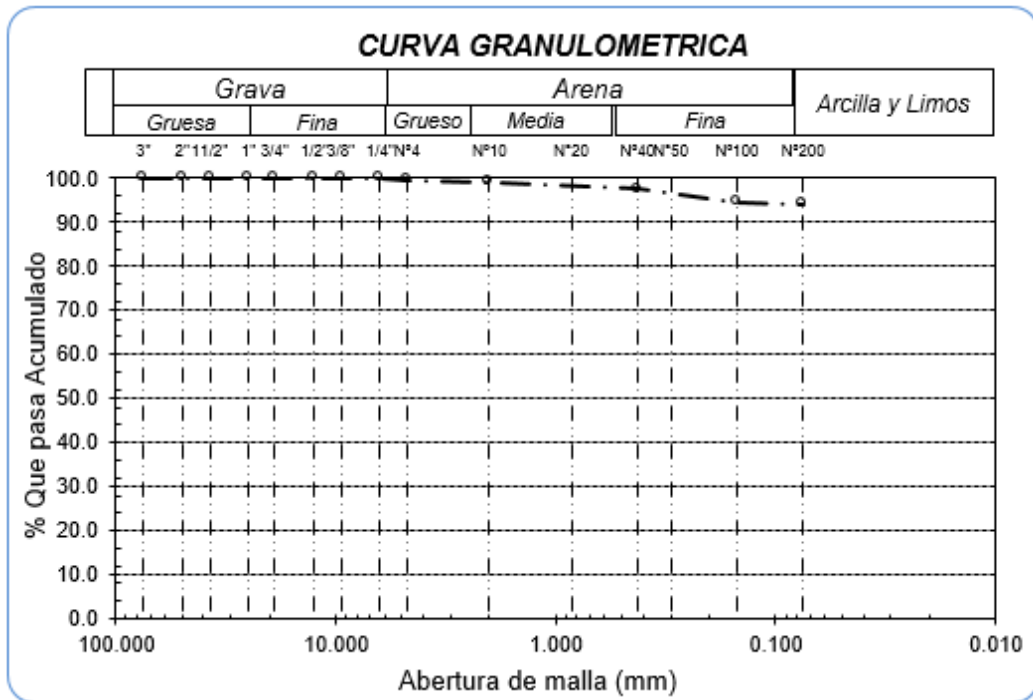 CURVA GRANULOMETRICA
Grava Arena Arcilla y Limos
Gruesa Fina Grueso Media Fina
3" 2" 11/2" 1" 3/4" 1/2" 3/8" 1/4" Nº4 Nº10 N°20 Nº40 N°50 Nº100 Nº200
100.0
90.0
80.0
70.0
60.0
50.0
40.0
30.0
20.0
10.0
0.0
% Que pasa Acumulado
100.000 10.000 1.000 0.100 0.010
Abertura de malla (mm)